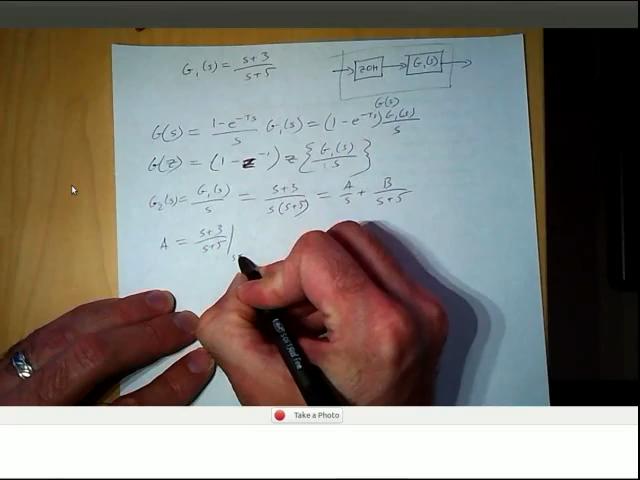 G₁(s) = s+3 / s+5
ZOH G₁(s)
G(s)
G(s) = 1-e^-Ts / s G₁(s) = (1-e^-Ts) G₁(s) / s
G(z) = (1-z^-1) z { G₁(s) / s }
G₂(s) = G₁(s) / s = s+3 / s(s+5) = A / s + B / s+5
A = s+3 / s+5 | s
Take a Photo